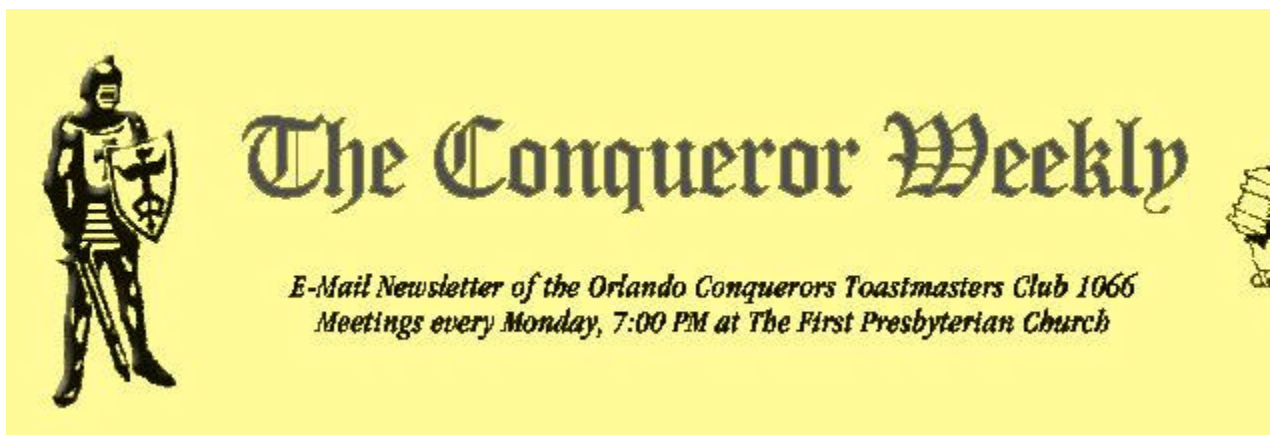 The Conqueror Weekly
E-Mail Newsletter of the Orlando Conquerors Toastmasters Club 1066
Meetings every Monday, 7:00 PM at The First Presbyterian Church